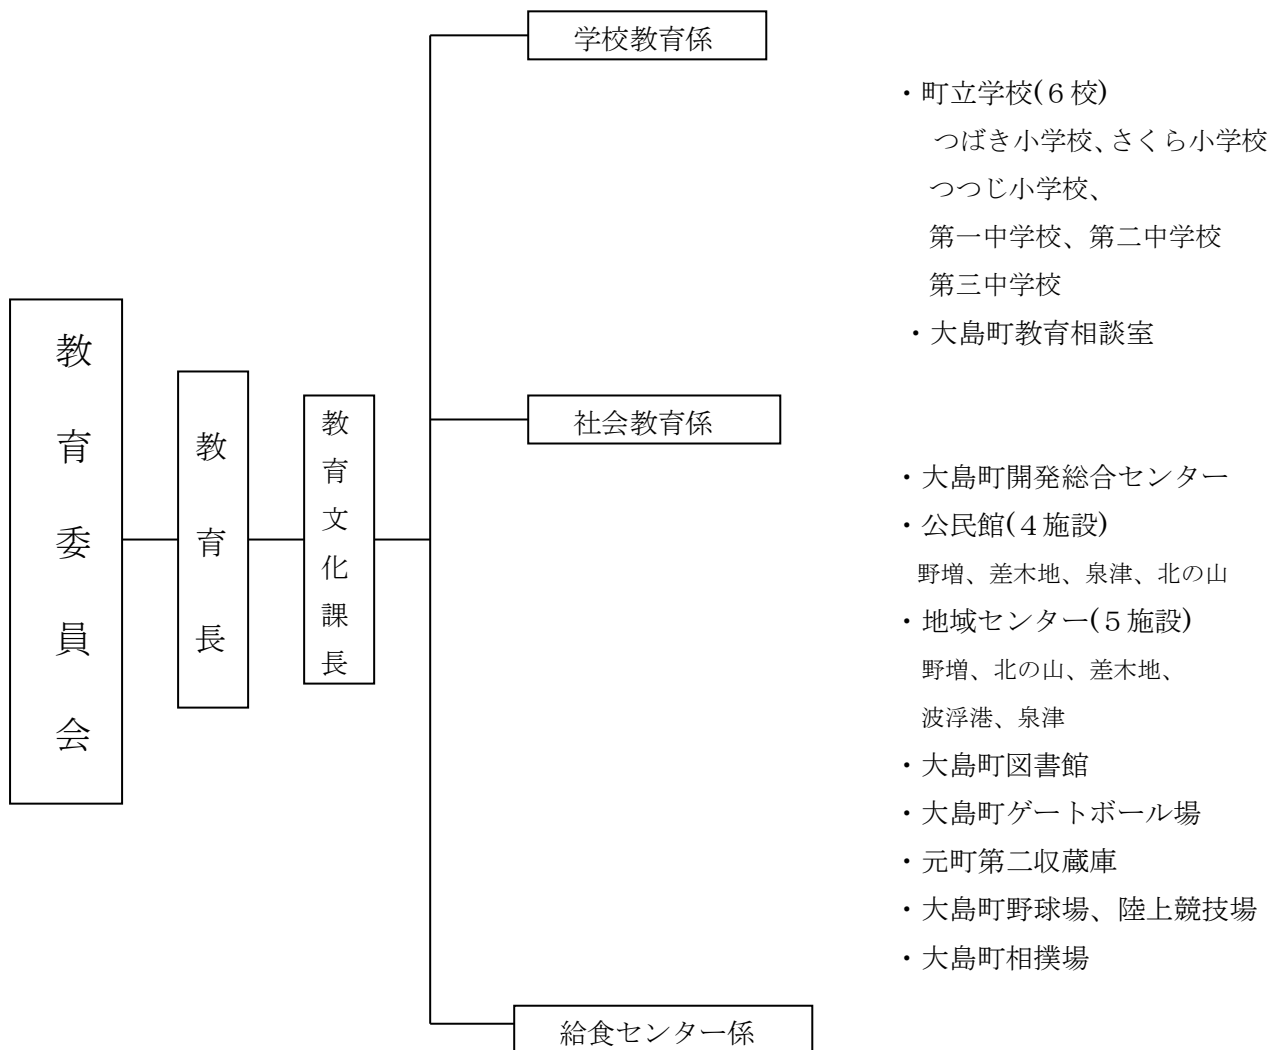 教育委員会
教育長
教育文化課長
学校教育係
・町立学校(６校)
つばき小学校、さくら小学校
つつじ小学校、
第一中学校、第二中学校
第三中学校
・大島町教育相談室
社会教育係
・大島町開発総合センター
・公民館(４施設)
野増、差木地、泉津、北の山
・地域センター(５施設)
野増、北の山、差木地、
波浮港、泉津
・大島町図書館
・大島町ゲートボール場
・元町第二収蔵庫
・大島町野球場、陸上競技場
・大島町相撲場
給食センター係